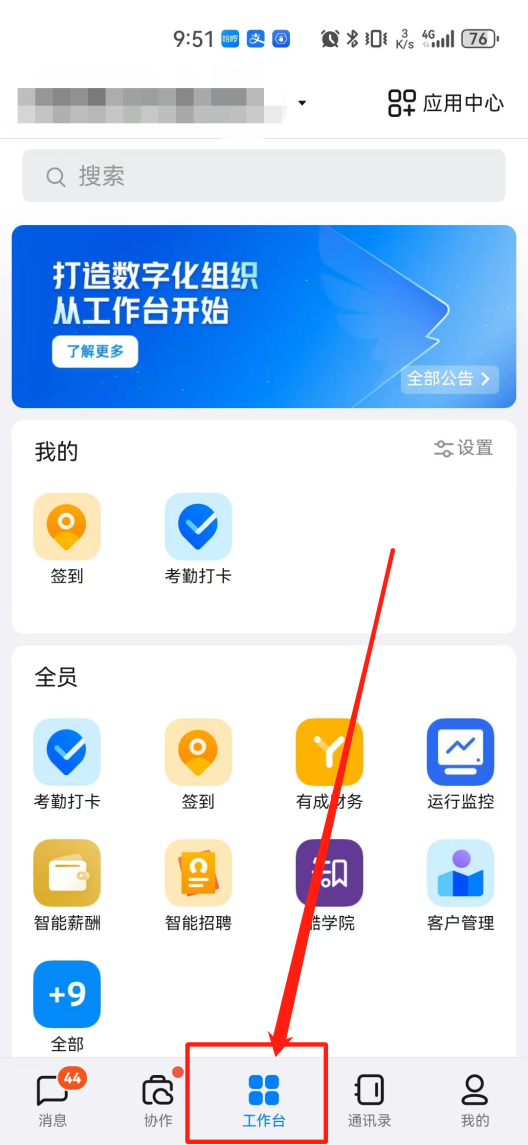 9:51 3 K/s 4G 76
应用中心
搜索
打造数字化组织
从工作台开始
了解更多
全部公告
我的 设置
签到 考勤打卡
全员
考勤打卡 签到 有成财务 运行监控
智能薪酬 智能招聘 酷学院 客户管理
+9
全部
44
消息 协作 工作台 通讯录 我的